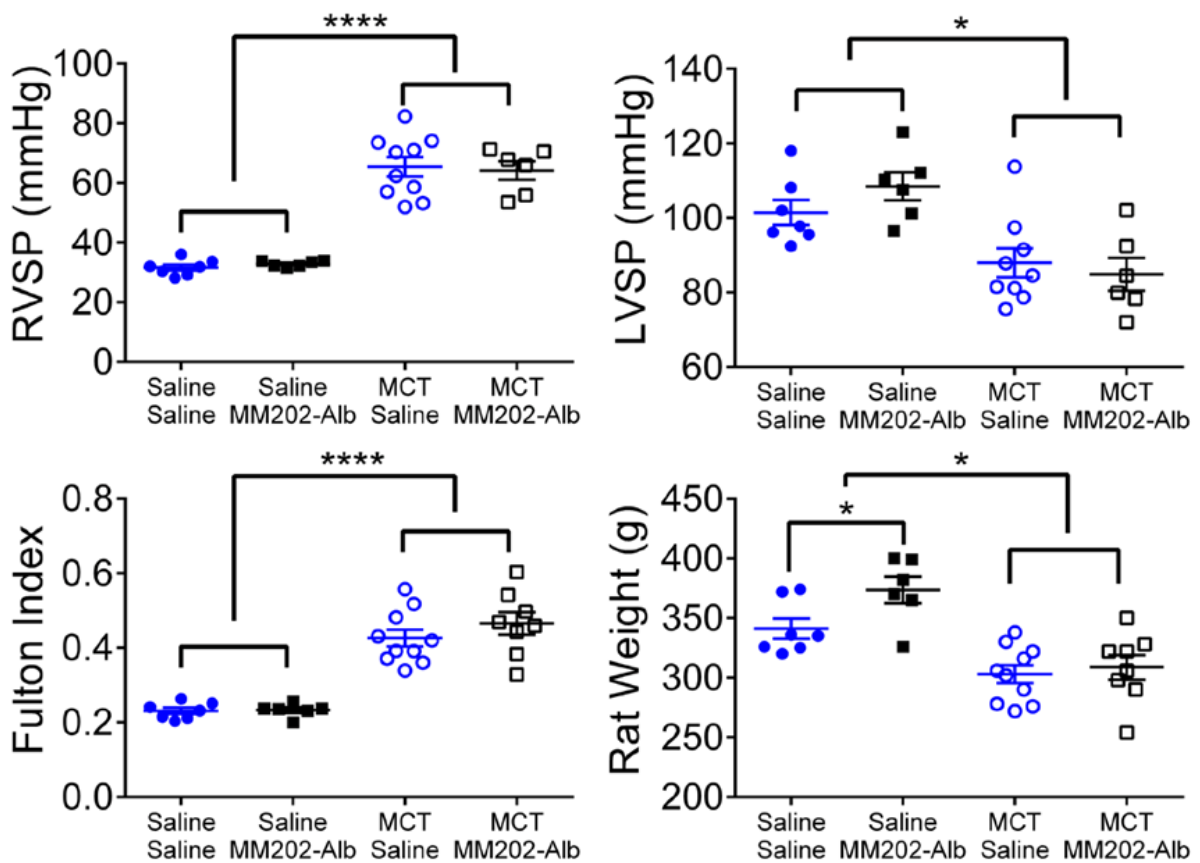 ****
RVSP (mmHg)
100
80
60
40
20
0
Saline Saline MCT MCT
Saline MM202-Alb Saline MM202-Alb
*
LVSP (mmHg)
140
120
100
80
60
Saline Saline MCT MCT
Saline MM202-Alb Saline MM202-Alb
****
Fulton Index
0.8
0.6
0.4
0.2
0.0
Saline Saline MCT MCT
Saline MM202-Alb Saline MM202-Alb
*
*
Rat Weight (g)
450
400
350
300
250
200
Saline Saline MCT MCT
Saline MM202-Alb Saline MM202-Alb